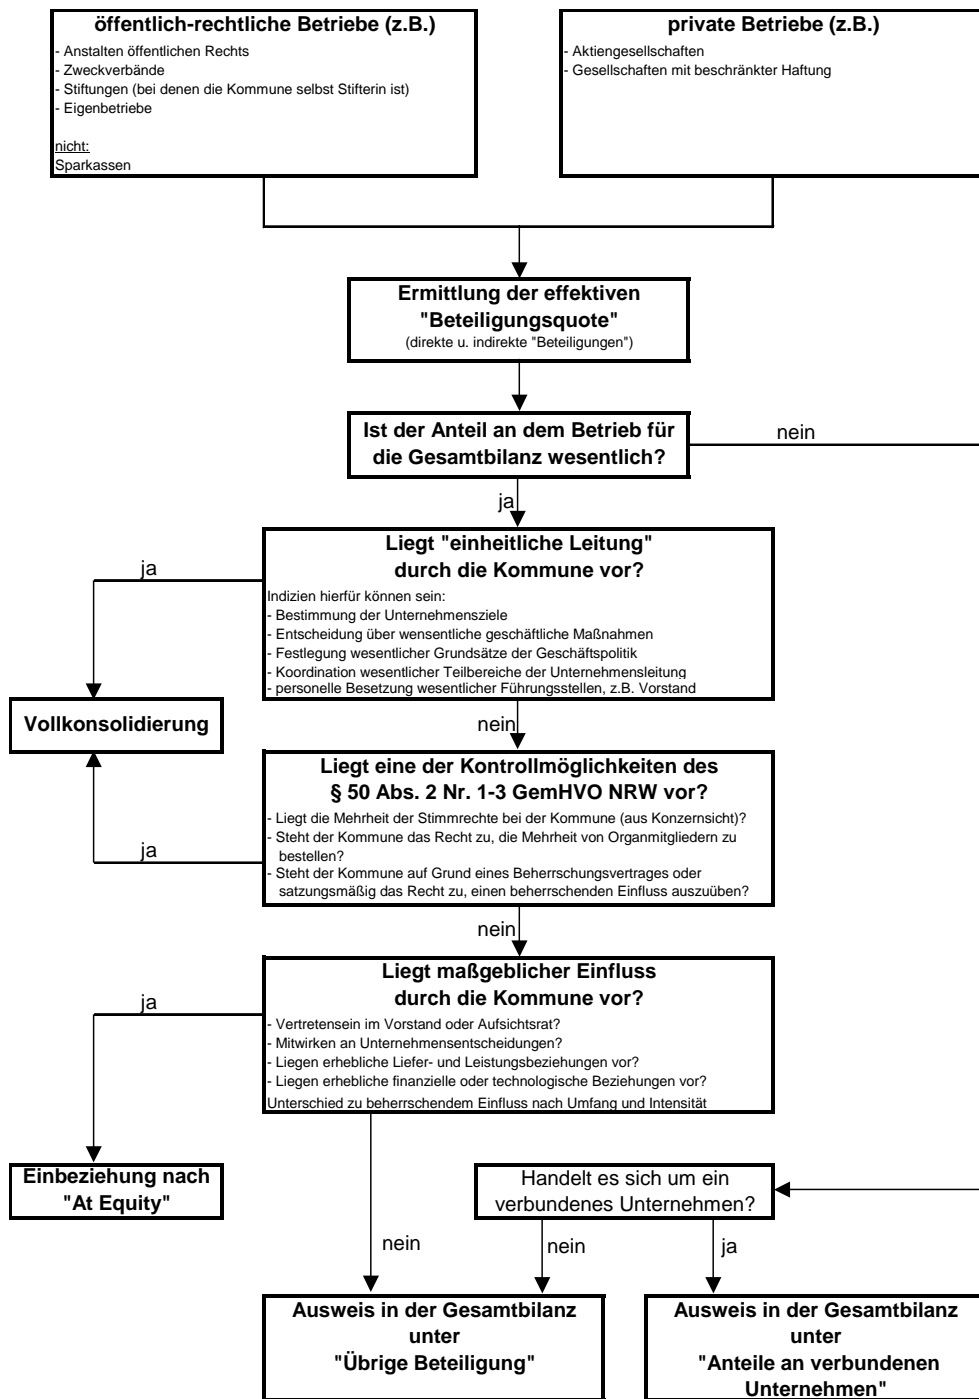 öffentlich-rechtliche Betriebe (z.B.)
- Anstalten öffentlichen Rechts
- Zweckverbände
- Stiftungen (bei denen die Kommune selbst Stifterin ist)
- Eigenbetriebe
nicht:
Sparkassen
private Betriebe (z.B.)
- Aktiengesellschaften
- Gesellschaften mit beschränkter Haftung
Ermittlung der effektiven
"Beteiligungsquote"
(direkte u. indirekte "Beteiligungen")
Ist der Anteil an dem Betrieb für
die Gesamtbilanz wesentlich?
nein
ja
Liegt "einheitliche Leitung"
durch die Kommune vor?
Indizien hierfür können sein:
- Bestimmung der Unternehmensziele
- Entscheidung über wensentliche geschäftliche Maßnahmen
- Festlegung wesentlicher Grundsätze der Geschäftspolitik
- Koordination wesentlicher Teilbereiche der Unternehmensleitung
- personelle Besetzung wesentlicher Führungsstellen, z.B. Vorstand
ja
Vollkonsolidierung
nein
Liegt eine der Kontrollmöglichkeiten des
§ 50 Abs. 2 Nr. 1-3 GemHVO NRW vor?
- Liegt die Mehrheit der Stimmrechte bei der Kommune (aus Konzernsicht)?
- Steht der Kommune das Recht zu, die Mehrheit von Organmitgliedern zu
bestellen?
- Steht der Kommune auf Grund eines Beherrschungsvertrages oder
satzungsmäßig das Recht zu, einen beherrschenden Einfluss auszuüben?
ja
nein
Liegt maßgeblicher Einfluss
durch die Kommune vor?
- Vertretensein im Vorstand oder Aufsichtsrat?
- Mitwirken an Unternehmensentscheidungen?
- Liegen erhebliche Liefer- und Leistungsbeziehungen vor?
- Liegen erhebliche finanzielle oder technologische Beziehungen vor?
Unterschied zu beherrschendem Einfluss nach Umfang und Intensität
ja
Einbeziehung nach
"At Equity"
Handelt es sich um ein
verbundenes Unternehmen?
nein
nein
ja
Ausweis in der Gesamtbilanz
unter
"Übrige Beteiligung"
Ausweis in der Gesamtbilanz
unter
"Anteile an verbundenen
Unternehmen"